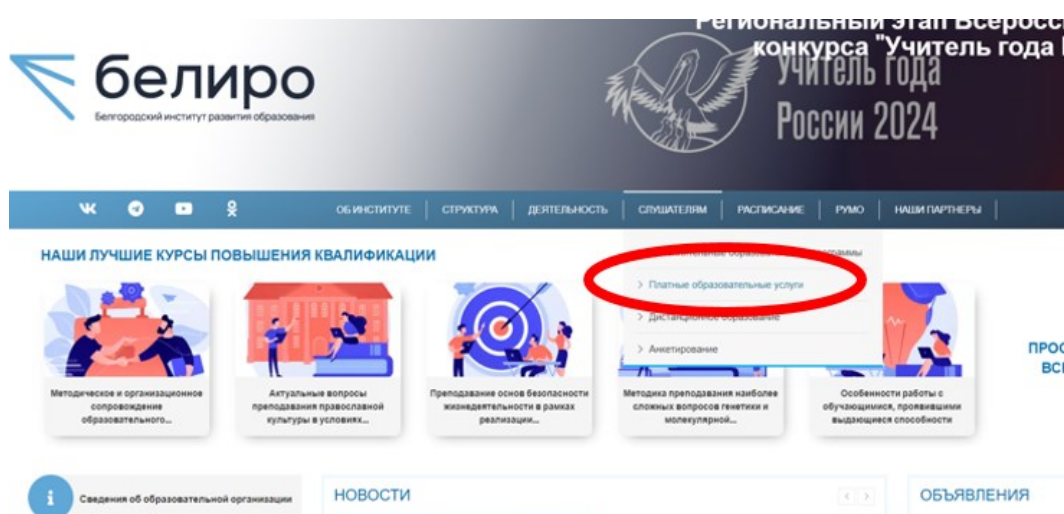 Региональный этап Всеросс
конкурса "Учитель года
Учитель года
России 2024
белиро
Белгородский институт развития образования
ОБ ИНСТИТУТЕ СТРУКТУРА ДЕЯТЕЛЬНОСТЬ СЛУШАТЕЛЯМ РАСПИСАНИЕ РУМО НАШИ ПАРТНЕРЫ
НАШИ ЛУЧШИЕ КУРСЫ ПОВЫШЕНИЯ КВАЛИФИКАЦИИ
> Платные образовательные услуги
> Дистанционное образование
> Анкетирование
Методическое и организационное
сопровождение
образовательного...
Актуальные вопросы
преподавания православной
культуры в условиях...
Преподавание основ безопасности
жизнедеятельности в рамках
реализации...
Методика преподавания наиболее
сложных вопросов генетики и
молекулярной...
Особенности работы с
обучающимися, проявившими
выдающиеся способности
Сведения об образовательной организации
НОВОСТИ
ОБЪЯВЛЕНИЯ